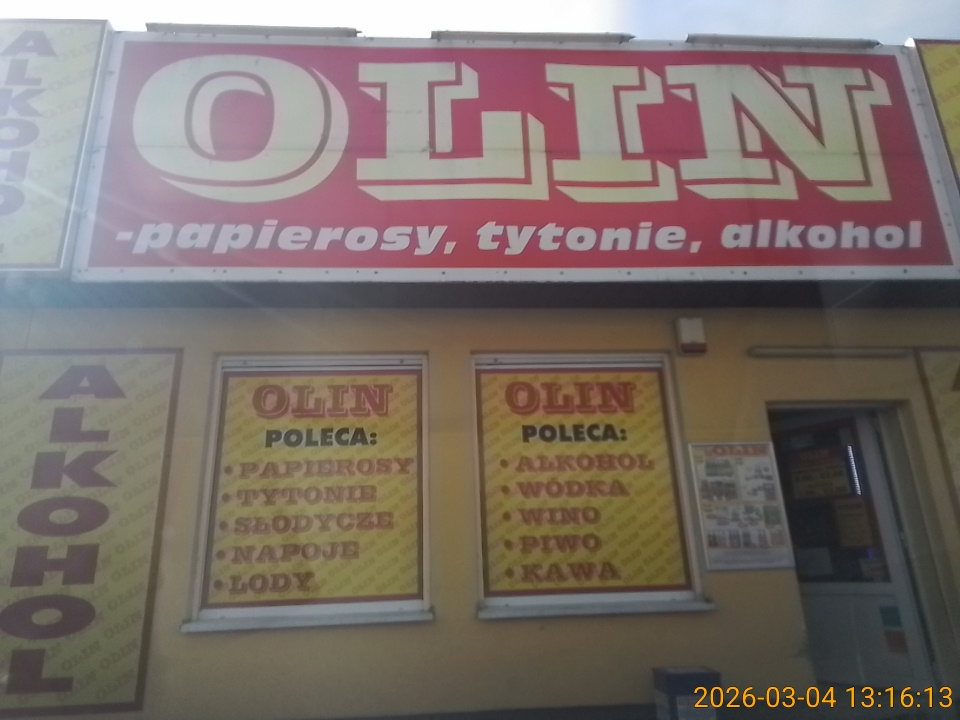 OLIN
-papierosy, tytonie, alkohol
ALKOHOL
ALKOHOL
OLIN
POLECA:
• PAPIEROSY
• TYTONIE
• SŁODYCZE
• NAPOJE
• LODY
OLIN
POLECA:
• ALKOHOL
• WÓDKA
• WINO
• PIWO
• KAWA
OLIN
2026-03-04 13:16:13